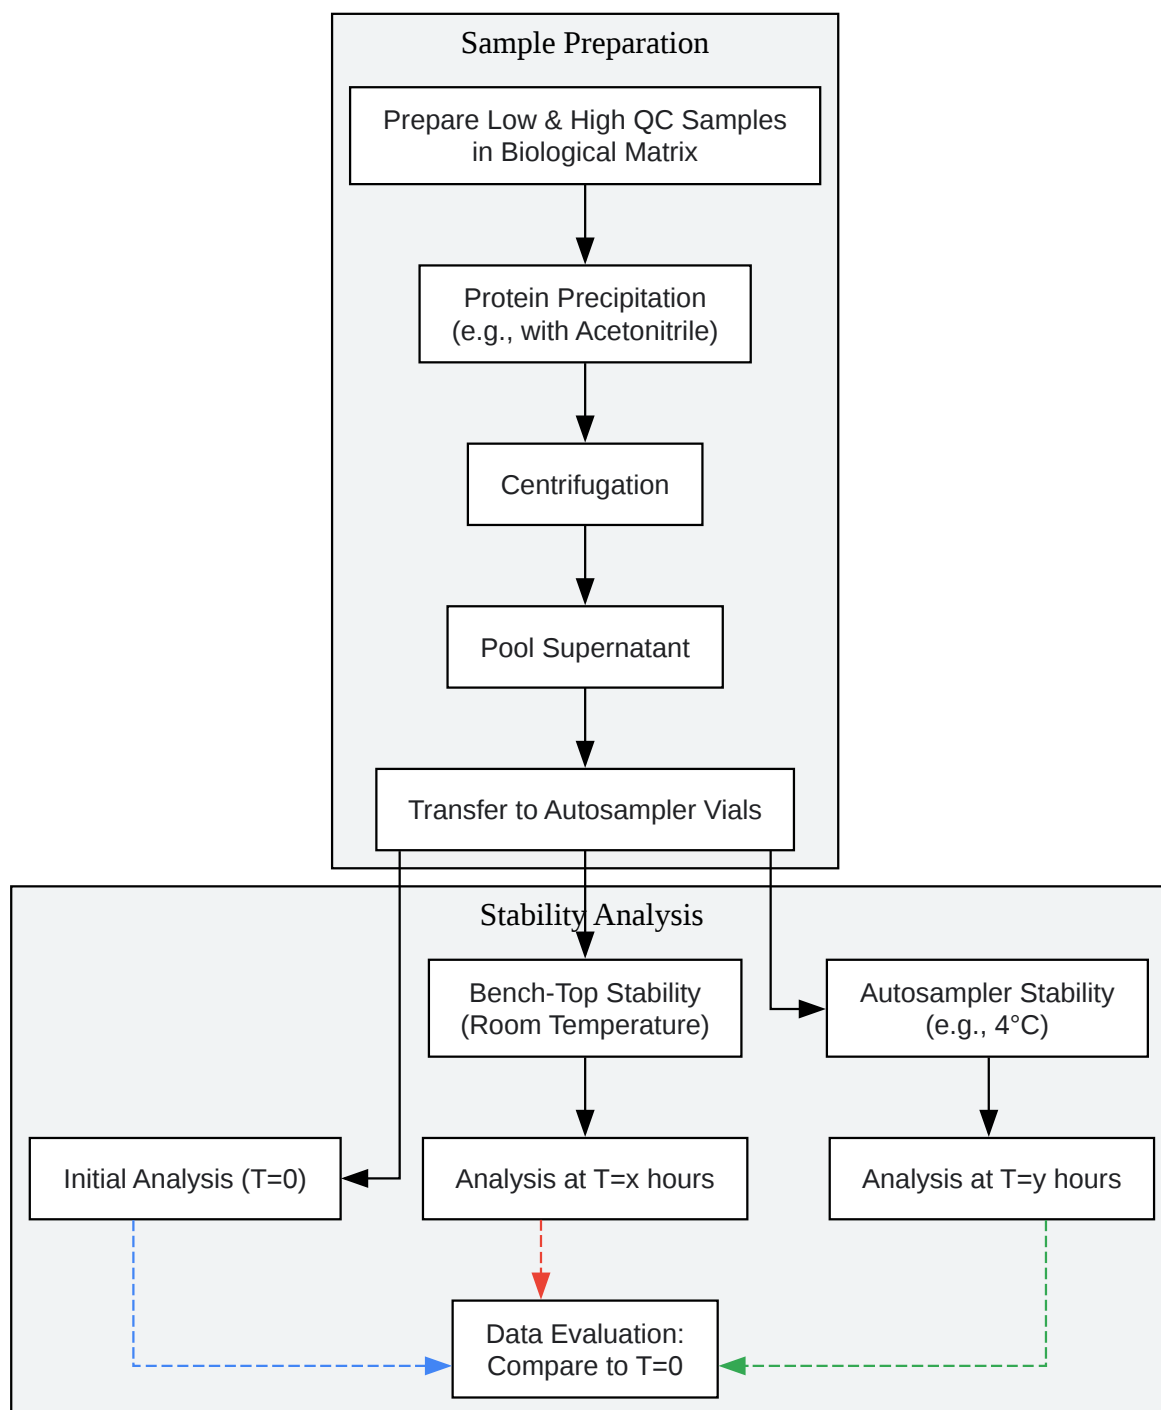 Sample Preparation
Prepare Low & High QC Samples
in Biological Matrix
Protein Precipitation
(e.g., with Acetonitrile)
Centrifugation
Pool Supernatant
Transfer to Autosampler Vials
Stability Analysis
Bench-Top Stability
(Room Temperature)
Autosampler Stability
(e.g., 4°C)
Initial Analysis (T=0)
Analysis at T=x hours
Analysis at T=y hours
Data Evaluation:
Compare to T=0